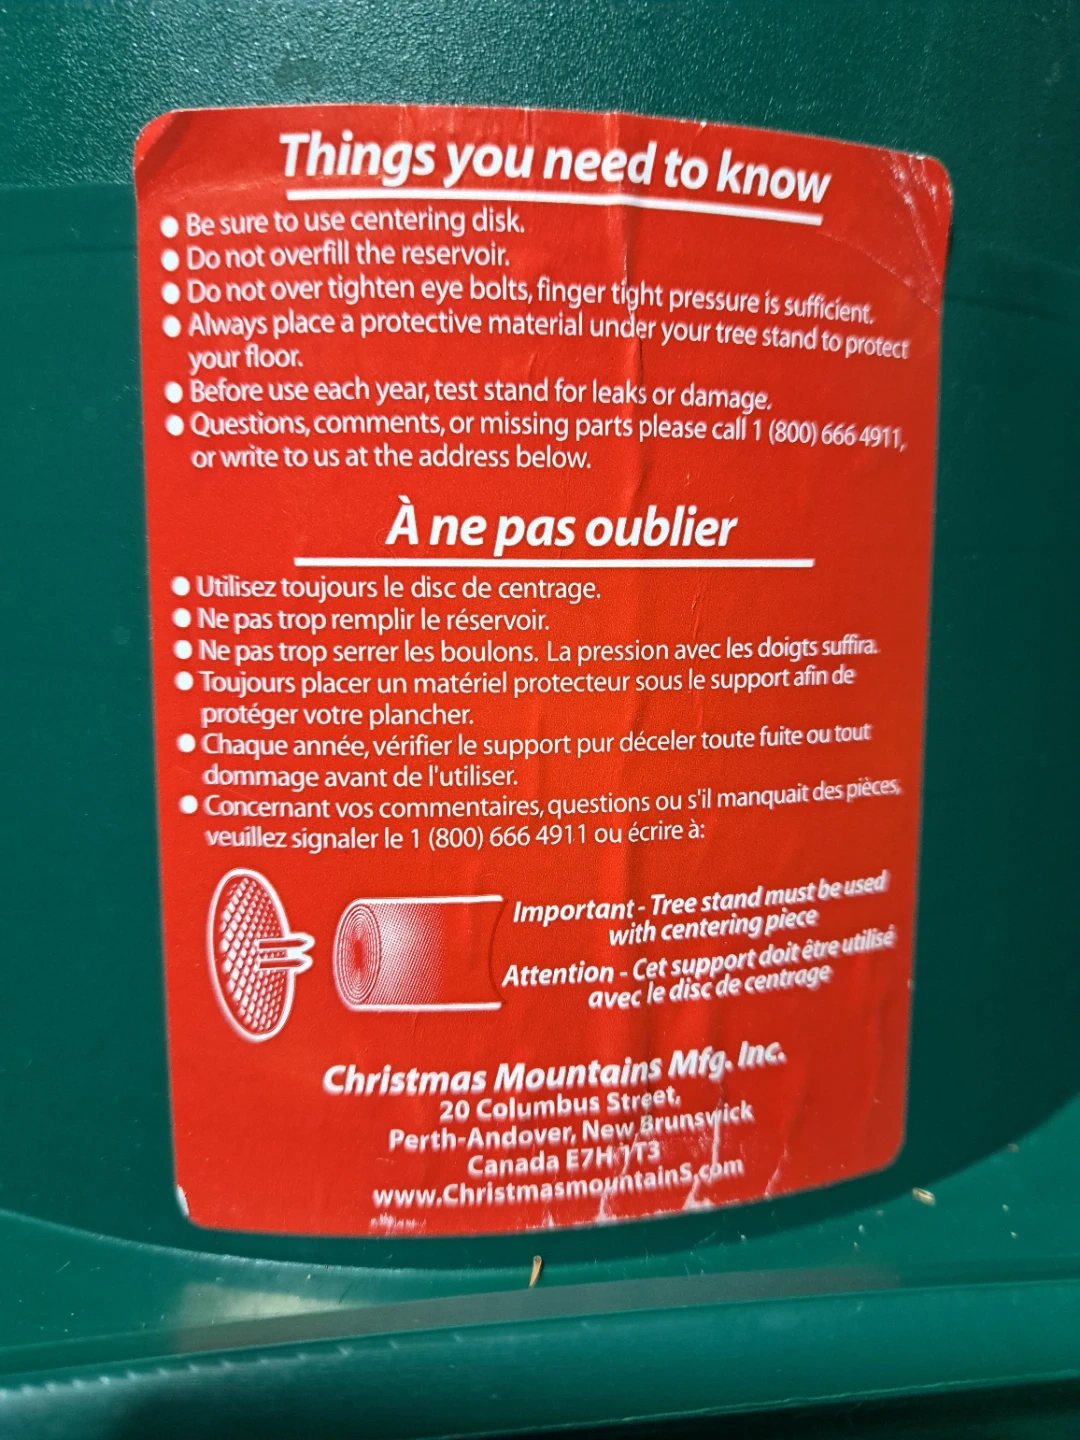 Things you need to know
Be sure to use centering disk.
Do not overfill the reservoir.
Do not over tighten eye bolts, finger tight pressure is sufficient.
Always place a protective material under your tree stand to protect
your floor.
Before use each year, test stand for leaks or damage.
Questions, comments, or missing parts please call 1 (800) 666 4911,
or write to us at the address below.
À ne pas oublier
Utilisez toujours le disc de centrage.
Ne pas trop remplir le réservoir.
Ne pas trop serrer les boulons. La pression avec les doigts suffira.
Toujours placer un matériel protecteur sous le support afin de
protéger votre plancher.
Chaque année, vérifier le support pur déceler toute fuite ou tout
dommage avant de l'utiliser.
Concernant vos commentaires, questions ou s'il manquait des pièces,
veuillez signaler le 1 (800) 666 4911 ou écrire à:
Important - Tree stand must be used
with centering piece
Attention - Cet support doit être utilisé
avec le disc de centrage
Christmas Mountains Mfg. Inc.
20 Columbus Street,
Perth-Andover, New Brunswick
Canada E7H 1T3
www.ChristmasmountainS.com